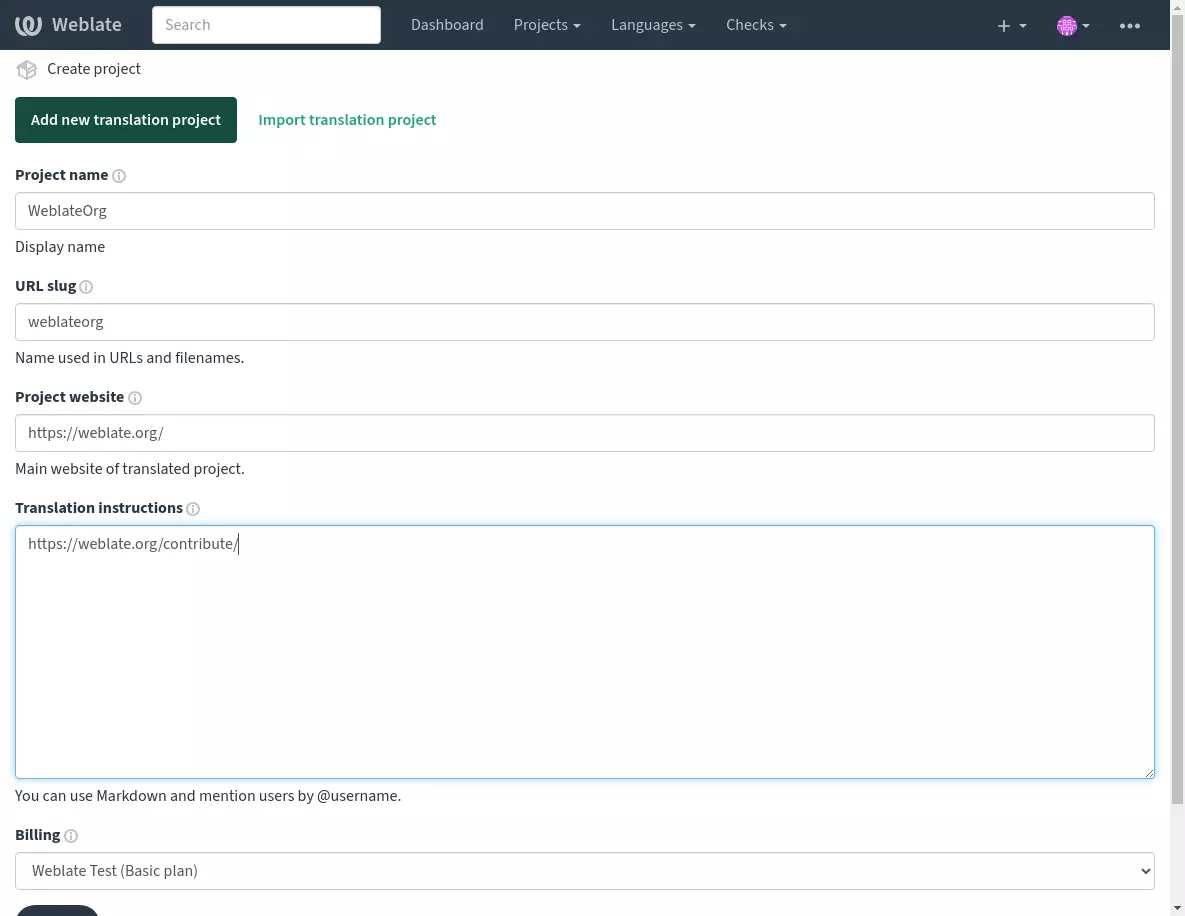 Weblate
Search
Dashboard
Projects
Languages
Checks
Create project
Add new translation project
Import translation project
Project name
WeblateOrg
Display name
URL slug
weblateorg
Name used in URLs and filenames.
Project website
https://weblate.org/
Main website of translated project.
Translation instructions
https://weblate.org/contribute/
You can use Markdown and mention users by @username.
Billing
Weblate Test (Basic plan)